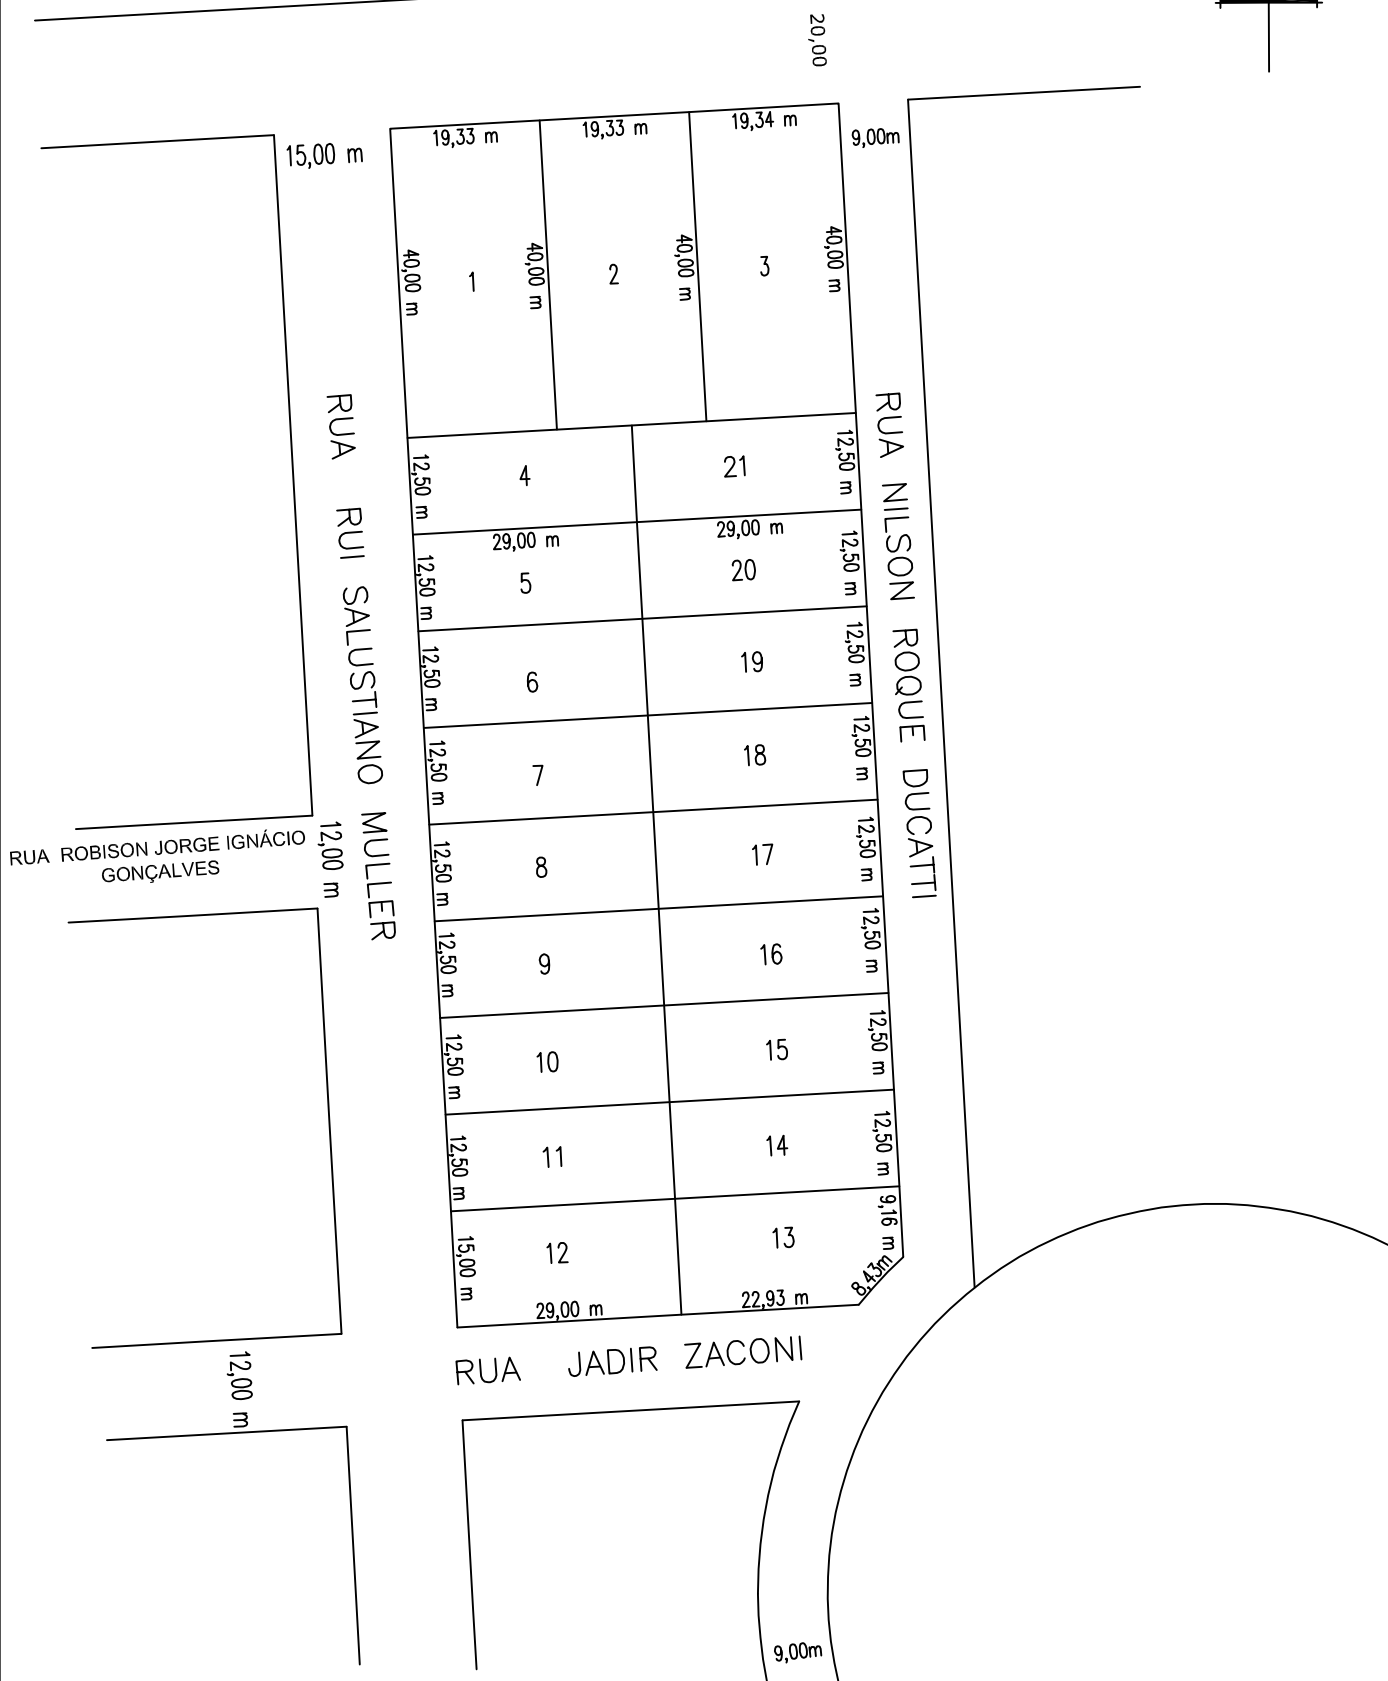 20,00
19,33 m
19,33 m
19,34 m
15,00 m
9,00m
40,00 m
40,00 m
40,00 m
40,00 m
1
2
3
RUA RUI SALUSTIANO MULLER
RUA NILSON ROQUE DUCATTI
12,50 m
4
21
12,50 m
29,00 m
29,00 m
12,50 m
5
20
12,50 m
12,50 m
6
19
12,50 m
12,50 m
7
18
12,50 m
RUA ROBISON JORGE IGNÁCIO
GONÇALVES
12,00 m
12,50 m
8
17
12,50 m
12,50 m
9
16
12,50 m
12,50 m
10
15
12,50 m
12,50 m
11
14
12,50 m
15,00 m
12
13
9,16 m
8,43m
29,00 m
22,93 m
RUA JADIR ZACONI
12,00 m
9,00m